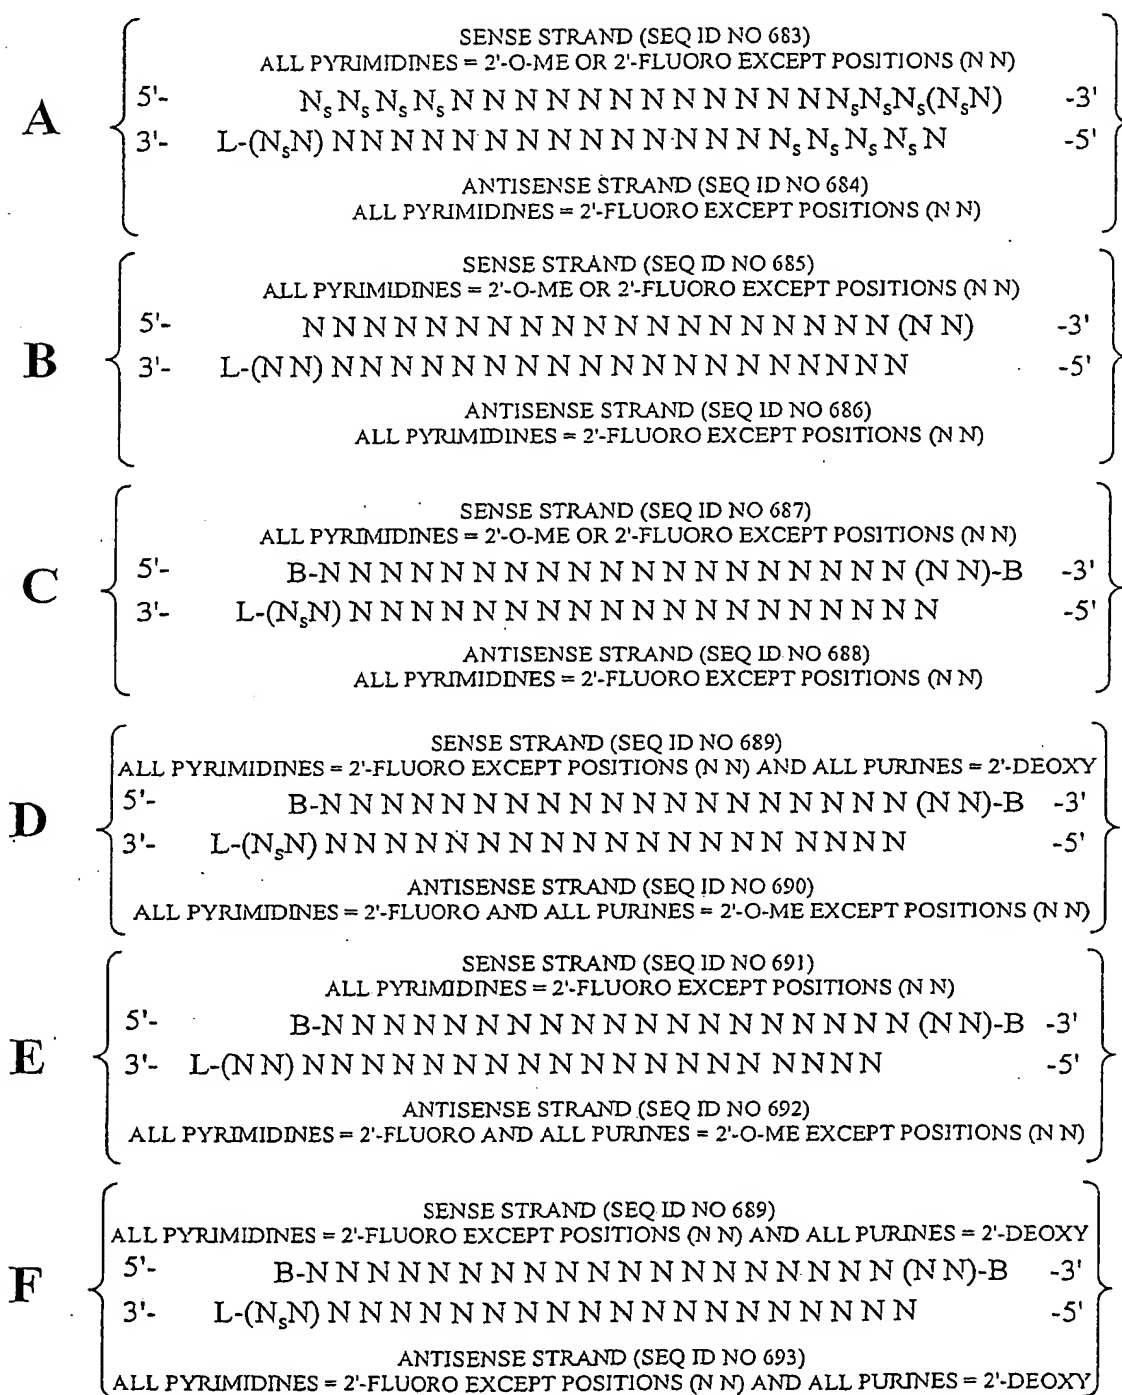 SENSE STRAND (SEQ ID NO 683)
ALL PYRIMIDINES = 2'-O-ME OR 2'-FLUORO EXCEPT POSITIONS (N N)
5'- NsNsNsNsN N N N N N N N N N N NNsNsNs(NsN) -3'
A
3'- L-(NsN) N N N N N N N N N N N N N N NsNsNsNsN -5'
ANTISENSE STRAND (SEQ ID NO 684)
ALL PYRIMIDINES = 2'-FLUORO EXCEPT POSITIONS (N N)
SENSE STRAND (SEQ ID NO 685)
ALL PYRIMIDINES = 2'-O-ME OR 2'-FLUORO EXCEPT POSITIONS (N N)
5'- N N N N N N N N N N N N N N N N N N N (N N) -3'
B
3'- L-(N N) N N N N N N N N N N N N N N N N N N N -5'
ANTISENSE STRAND (SEQ ID NO 686)
ALL PYRIMIDINES = 2'-FLUORO EXCEPT POSITIONS (N N)
SENSE STRAND (SEQ ID NO 687)
ALL PYRIMIDINES = 2'-O-ME OR 2'-FLUORO EXCEPT POSITIONS (N N)
5'- B-N N N N N N N N N N N N N N N N N N N (N N)-B -3'
C
3'- L-(NsN) N N N N N N N N N N N N N N N N N N N -5'
ANTISENSE STRAND (SEQ ID NO 688)
ALL PYRIMIDINES = 2'-FLUORO EXCEPT POSITIONS (N N)
SENSE STRAND (SEQ ID NO 689)
ALL PYRIMIDINES = 2'-FLUORO EXCEPT POSITIONS (N N) AND ALL PURINES = 2'-DEOXY
5'- B-N N N N N N N N N N N N N N N N N N N (N N)-B -3'
D
3'- L-(NsN) N N N N N N N N N N N N N N N N N N N -5'
ANTISENSE STRAND (SEQ ID NO 690)
ALL PYRIMIDINES = 2'-FLUORO AND ALL PURINES = 2'-O-ME EXCEPT POSITIONS (N N)
SENSE STRAND (SEQ ID NO 691)
ALL PYRIMIDINES = 2'-FLUORO EXCEPT POSITIONS (N N)
5'- B-N N N N N N N N N N N N N N N N N N N (N N)-B -3'
E
3'- L-(N N) N N N N N N N N N N N N N N N N N N N -5'
ANTISENSE STRAND (SEQ ID NO 692)
ALL PYRIMIDINES = 2'-FLUORO AND ALL PURINES = 2'-O-ME EXCEPT POSITIONS (N N)
SENSE STRAND (SEQ ID NO 689)
ALL PYRIMIDINES = 2'-FLUORO EXCEPT POSITIONS (N N) AND ALL PURINES = 2'-DEOXY
5'- B-N N N N N N N N N N N N N N N N N N N (N N)-B -3'
F
3'- L-(NsN) N N N N N N N N N N N N N N N N N N N -5'
ANTISENSE STRAND (SEQ ID NO 693)
ALL PYRIMIDINES = 2'-FLUORO EXCEPT POSITIONS (N N) AND ALL PURINES = 2'-DEOXY